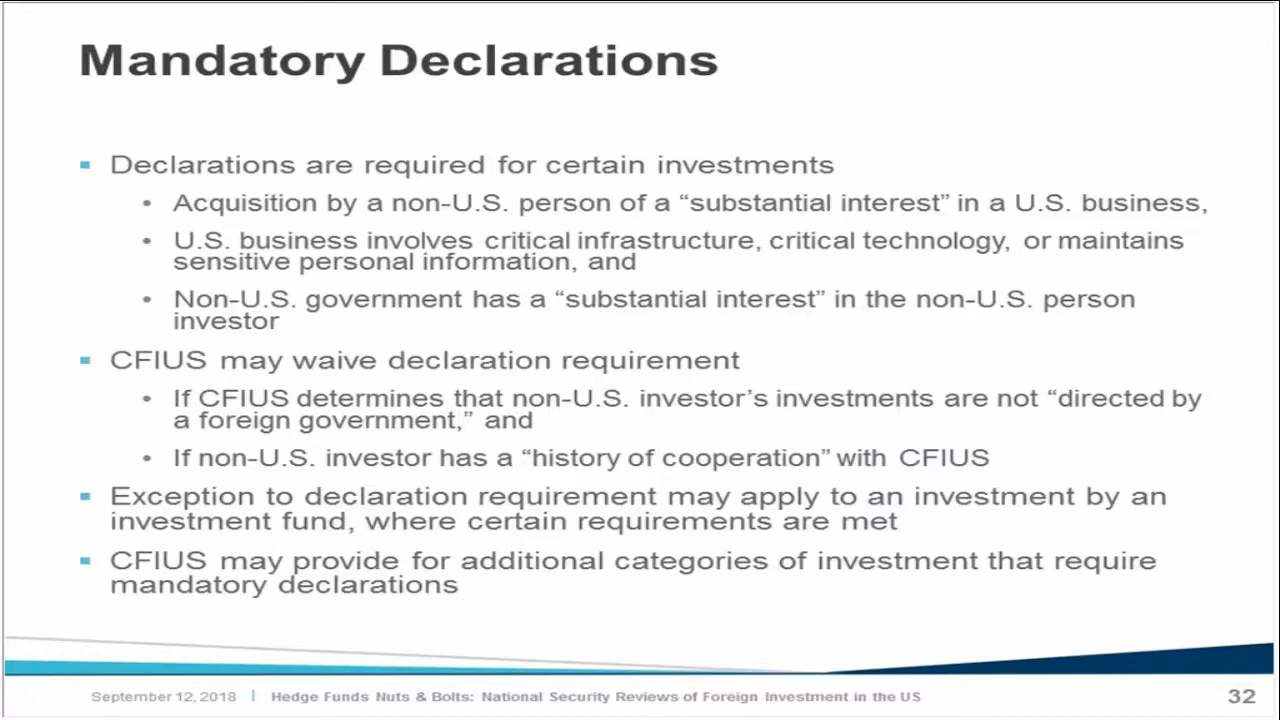 Mandatory Declarations
▪ Declarations are required for certain investments
• Acquisition by a non-U.S. person of a “substantial interest” in a U.S. business,
• U.S. business involves critical infrastructure, critical technology, or maintains
sensitive personal information, and
• Non-U.S. government has a “substantial interest” in the non-U.S. person
investor
▪ CFIUS may waive declaration requirement
• If CFIUS determines that non-U.S. investor’s investments are not “directed by
a foreign government,” and
• If non-U.S. investor has a “history of cooperation” with CFIUS
▪ Exception to declaration requirement may apply to an investment by an
investment fund, where certain requirements are met
▪ CFIUS may provide for additional categories of investment that require
mandatory declarations
September 12, 2018 | Hedge Funds Nuts & Bolts: National Security Reviews of Foreign Investment in the US 32